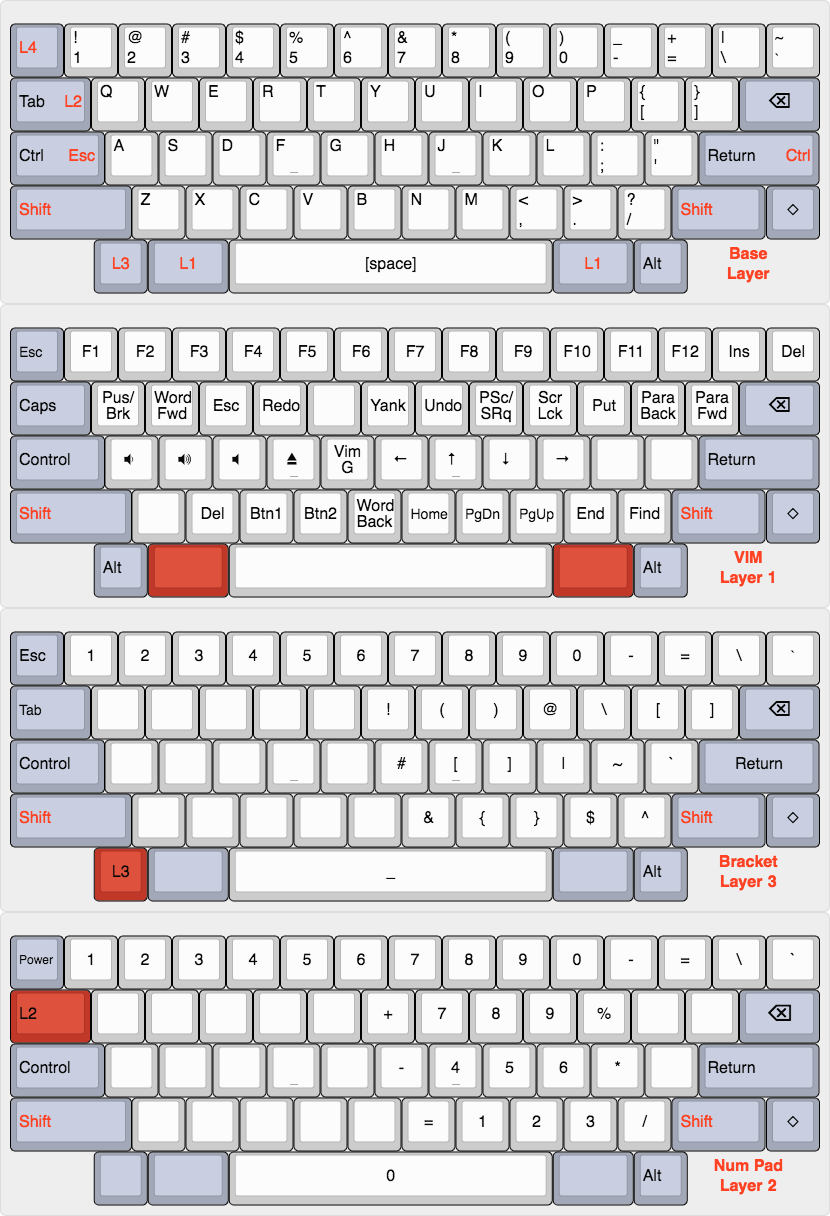 L4 ! 1 @ 2 # 3 $ 4 % 5 ^ 6 & 7 * 8 ( 9 ) 0 _ - + = | \ ~ `
Tab L2 Q W E R T Y U I O P { [ } ] ⌫
Ctrl Esc A S D F _ G H J _ K L : ; " ' Return Ctrl
Shift Z X C V B N M < , > . ? / Shift ◇
L3 L1 [space] L1 Alt
Base
Layer
Esc F1 F2 F3 F4 F5 F6 F7 F8 F9 F10 F11 F12 Ins Del
Caps Pus/ Brk Word Fwd Esc Redo Yank Undo PSc/ SRq Scr Lck Put Para Back Para Fwd ⌫
Control 🔈 🔊 🔈 ⏏ _ Vim G ← ↑ _ ↓ → Return
Shift Del Btn1 Btn2 Word Back Home PgDn PgUp End Find Shift ◇
Alt Alt
VIM
Layer 1
Esc 1 2 3 4 5 6 7 8 9 0 - = \ `
Tab ! ( ) @ \ [ ] ⌫
Control _ # [ _ ] | ~ ` Return
Shift & { } $ ^ Shift ◇
L3 _ Alt
Bracket
Layer 3
Power 1 2 3 4 5 6 7 8 9 0 - = \ `
L2 + 7 8 9 % ⌫
Control _ - 4 _ 5 6 * Return
Shift = 1 2 3 / Shift ◇
0 Alt
Num Pad
Layer 2